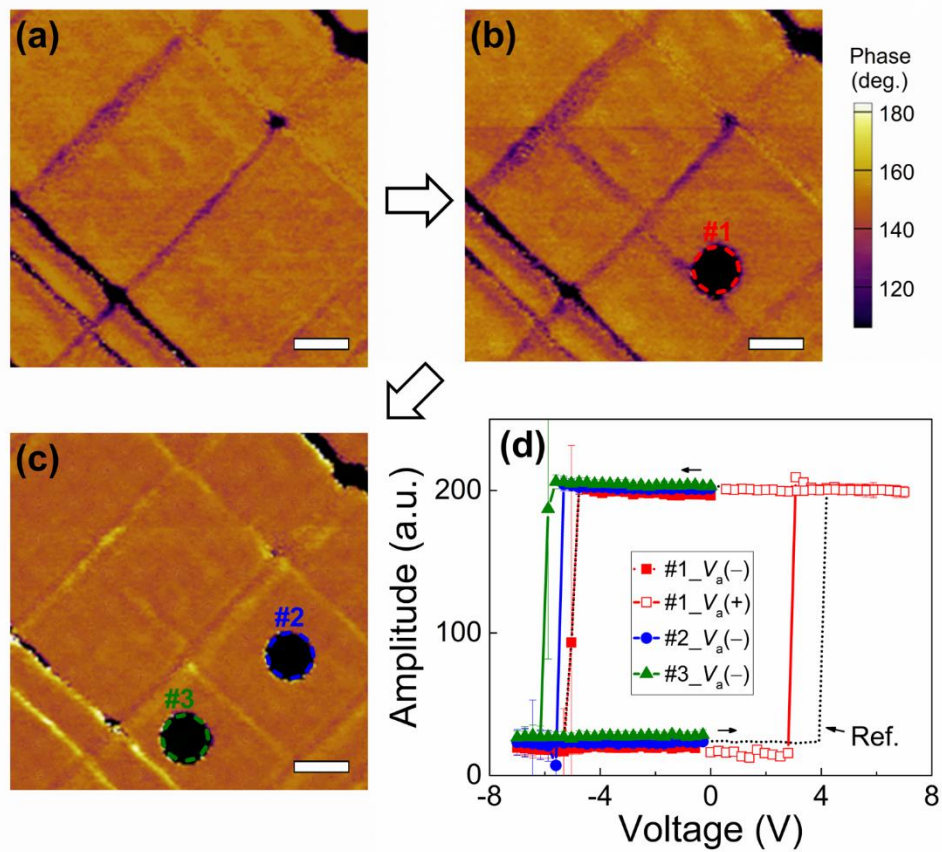 (a)
(b)
Phase
(deg.)
180
160
140
120
#1
(c)
#2
#3
(d)
200
100
0
Amplitude (a.u.)
#1_Va(−)
#1_Va(+)
#2_Va(−)
#3_Va(−)
Ref.
-8
-4
0
4
8
Voltage (V)